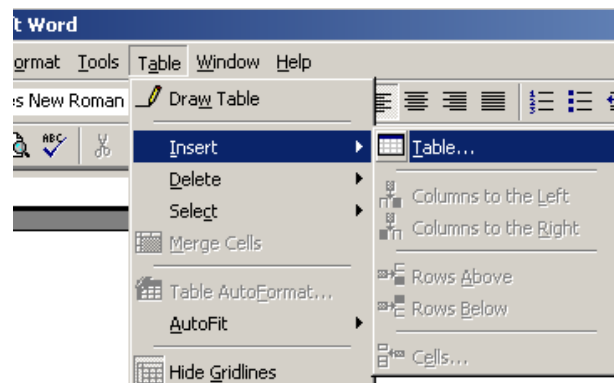 t Word
ormat Tools Table Window Help
s New Roman
Draw Table
ABC
Insert
Table...
Delete
Columns to the Left
Select
Columns to the Right
Merge Cells
Rows Above
Table AutoFormat...
Rows Below
AutoFit
Cells...
Hide Gridlines